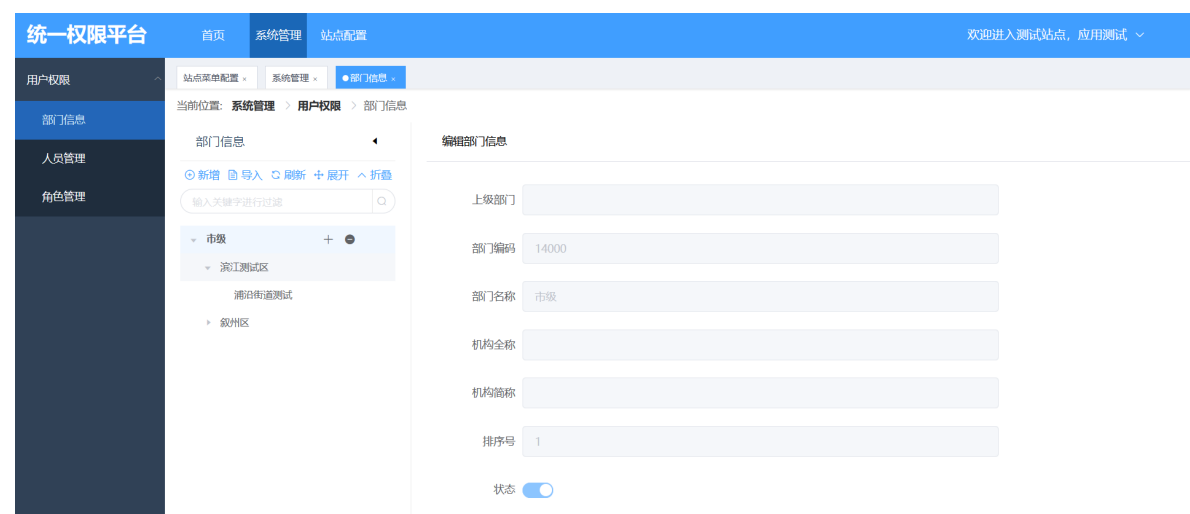 统一权限平台 首页 系统管理 站点配置 欢迎进入测试站点，应用测试
用户权限
部门信息
人员管理
角色管理
站点菜单配置 × 系统管理 × ●部门信息 ×
当前位置: 系统管理 > 用户权限 > 部门信息
部门信息
新增 导入 刷新 展开 折叠
输入关键字进行过滤
市级
滨江测试区
浦沿街道测试
叙州区
编辑部门信息
上级部门
部门编码 14000
部门名称 市级
机构全称
机构简称
排序号 1
状态